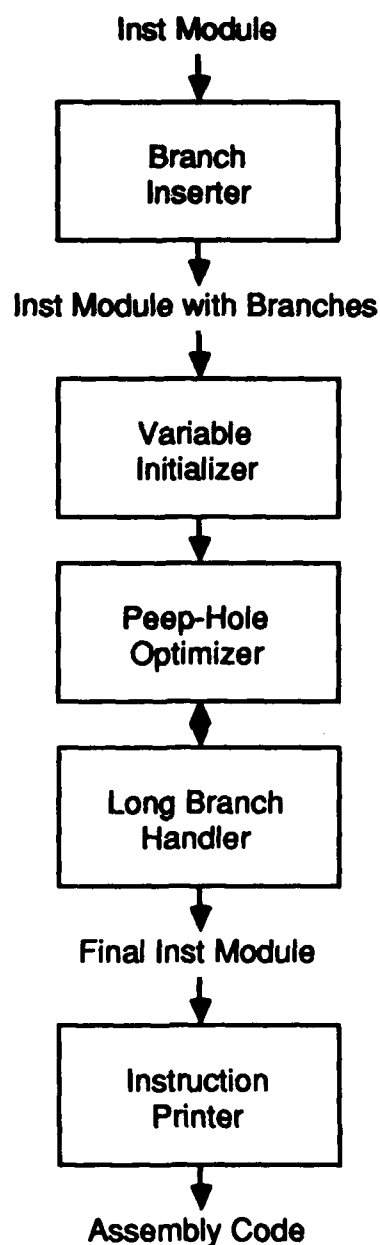 Inst Module
Branch
Inserter
Inst Module with Branches
Variable
Initializer
Peep-Hole
Optimizer
Long Branch
Handler
Final Inst Module
Instruction
Printer
Assembly Code